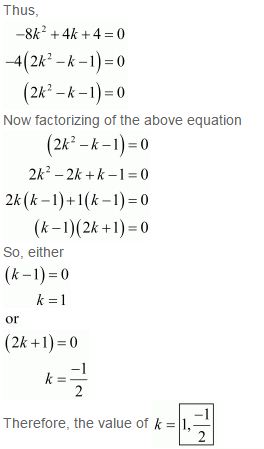 Thus,
−8k² + 4k + 4 = 0
−4(2k² − k − 1) = 0
(2k² − k − 1) = 0
Now factorizing of the above equation
(2k² − k − 1) = 0
2k² − 2k + k − 1 = 0
2k(k − 1) + 1(k − 1) = 0
(k − 1)(2k + 1) = 0
So, either
(k − 1) = 0
k = 1
or
(2k + 1) = 0
k = −1/2
Therefore, the value of k = 1, −1/2